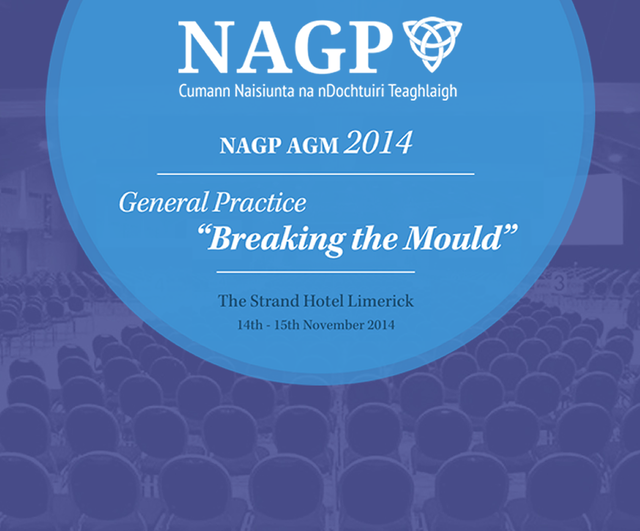 NAGP
Cumann Naisiunta na nDochtuiri Teaghlaigh
NAGP AGM 2014
General Practice
“Breaking the Mould”
The Strand Hotel Limerick
14th - 15th November 2014
3